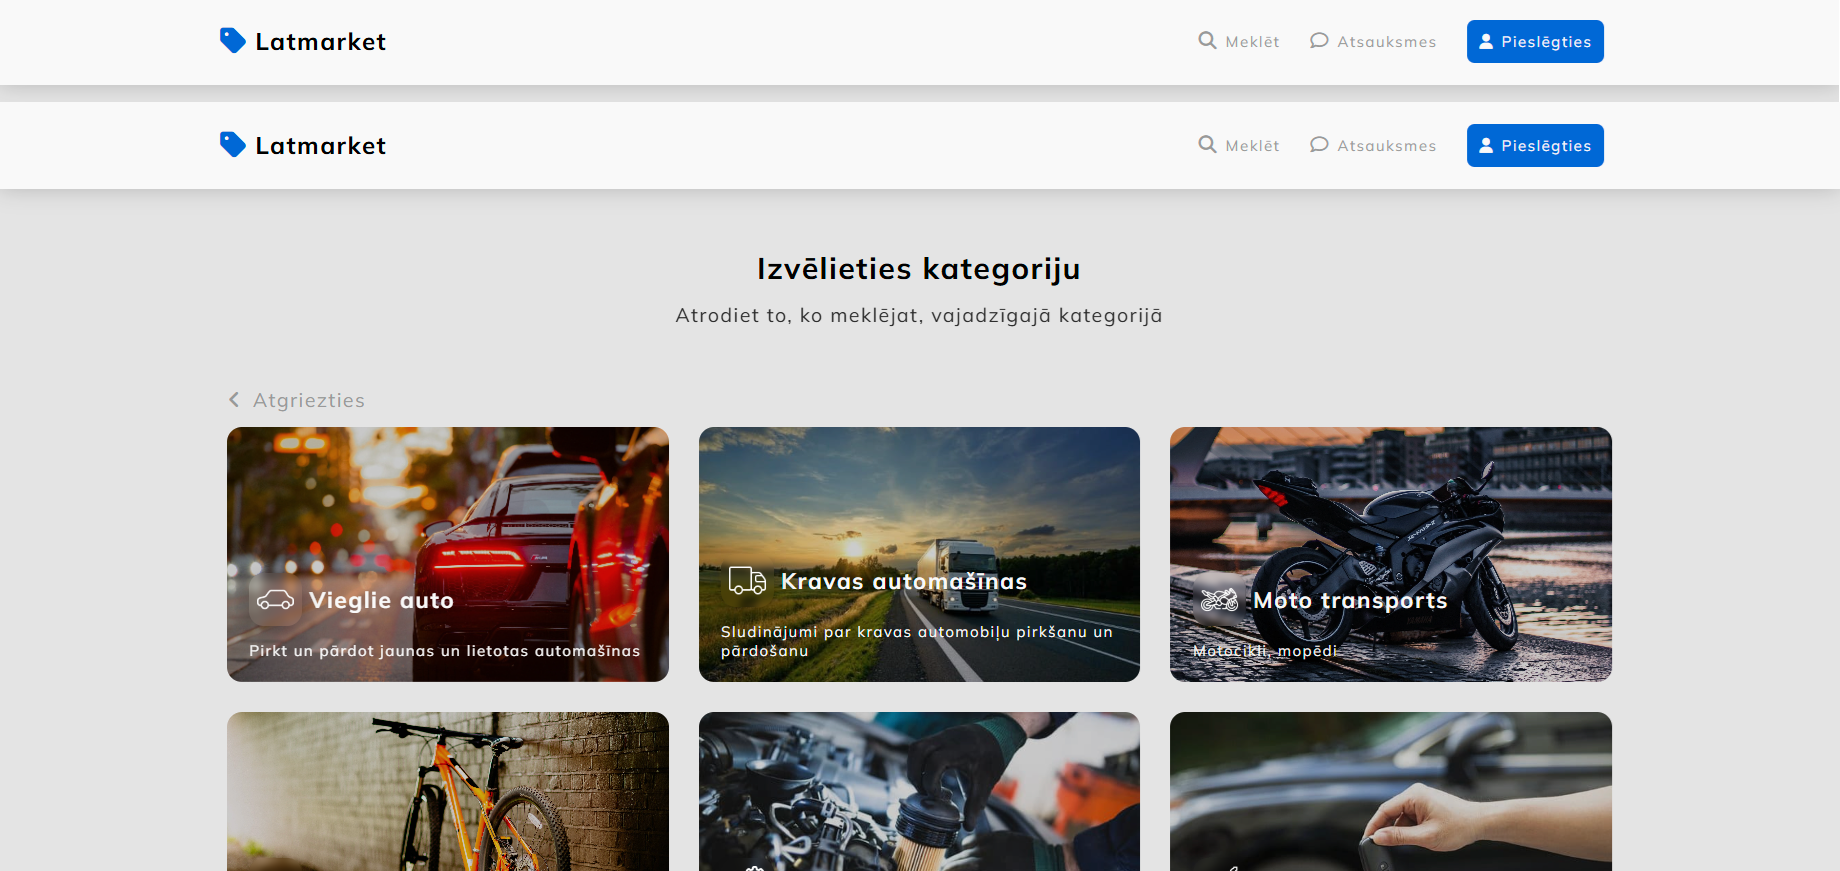 Latmarket
Meklēt
Atsauksmes
Pieslēgties
Latmarket
Meklēt
Atsauksmes
Pieslēgties
Izvēlieties kategoriju
Atrodiet to, ko meklējat, vajadzīgajā kategorijā
Atgriezties
Vieglie auto
Pirkt un pārdot jaunas un lietotas automašīnas
Kravas automašīnas
Sludinājumi par kravas automobiļu pirkšanu un
pārdošanu
Moto transports
Motocikli, mopēdi